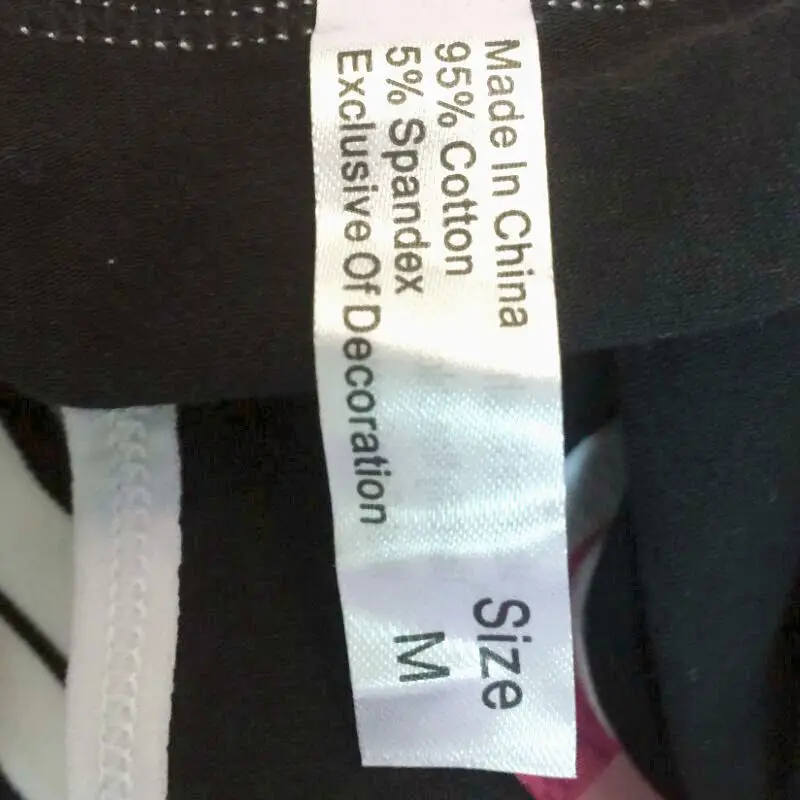 Made In China
95% Cotton
5% Spandex
Exclusive Of Decoration
Size
M